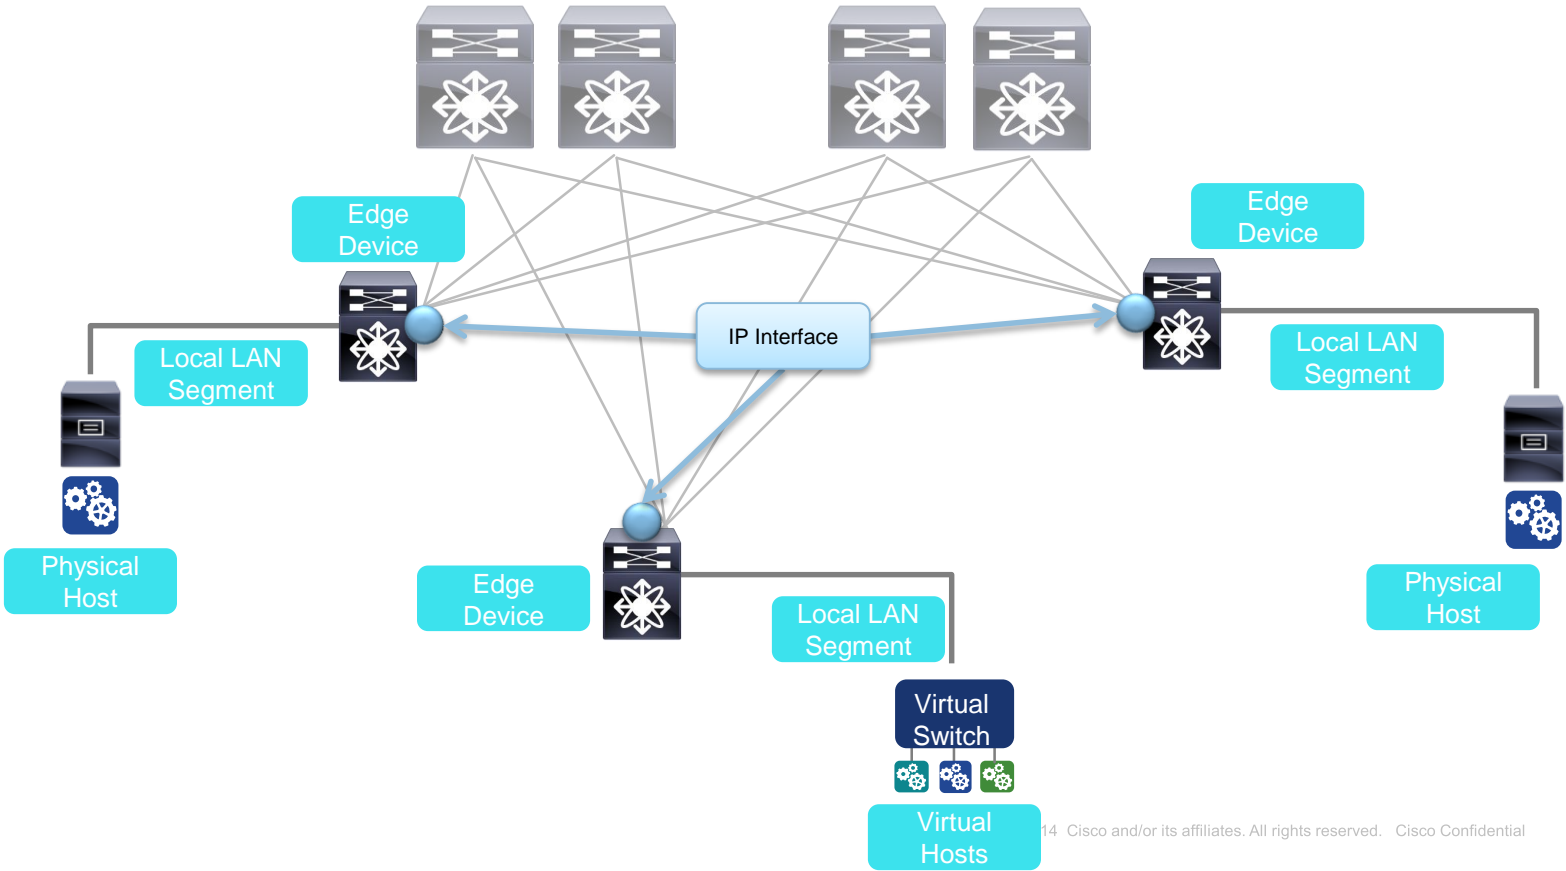 Edge
Device
Edge
Device
IP Interface
Local LAN
Segment
Local LAN
Segment
Physical
Host
Edge
Device
Local LAN
Segment
Physical
Host
Virtual
Switch
Virtual
Hosts
14 Cisco and/or its affiliates. All rights reserved. Cisco Confidential